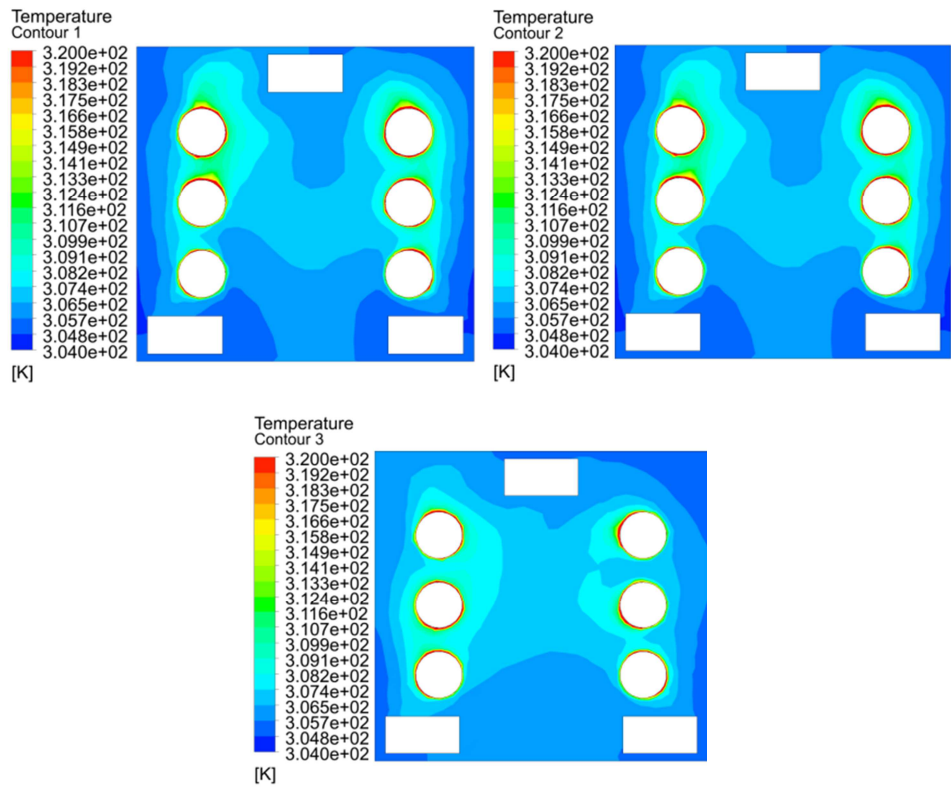 Temperature
Contour 1
3.200e+02
3.192e+02
3.183e+02
3.175e+02
3.166e+02
3.158e+02
3.149e+02
3.141e+02
3.133e+02
3.124e+02
3.116e+02
3.107e+02
3.099e+02
3.091e+02
3.082e+02
3.074e+02
3.065e+02
3.057e+02
3.048e+02
3.040e+02
[K]
Temperature
Contour 2
3.200e+02
3.192e+02
3.183e+02
3.175e+02
3.166e+02
3.158e+02
3.149e+02
3.141e+02
3.133e+02
3.124e+02
3.116e+02
3.107e+02
3.099e+02
3.091e+02
3.082e+02
3.074e+02
3.065e+02
3.057e+02
3.048e+02
3.040e+02
[K]
Temperature
Contour 3
3.200e+02
3.192e+02
3.183e+02
3.175e+02
3.166e+02
3.158e+02
3.149e+02
3.141e+02
3.133e+02
3.124e+02
3.116e+02
3.107e+02
3.099e+02
3.091e+02
3.082e+02
3.074e+02
3.065e+02
3.057e+02
3.048e+02
3.040e+02
[K]